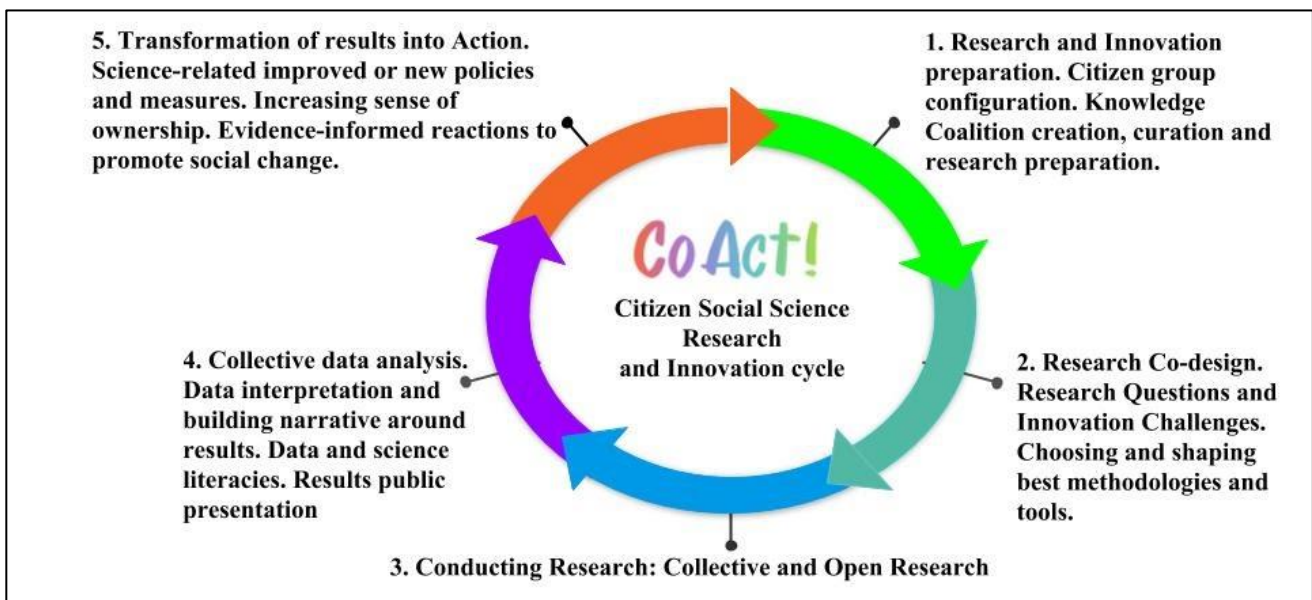 5. Transformation of results into Action.
Science-related improved or new policies
and measures. Increasing sense of
ownership. Evidence-informed reactions to
promote social change.
1. Research and Innovation
preparation. Citizen group
configuration. Knowledge
Coalition creation, curation and
research preparation.
CoAct!
Citizen Social Science
Research
and Innovation cycle
4. Collective data analysis.
Data interpretation and
building narrative around
results. Data and science
literacies. Results public
presentation
2. Research Co-design.
Research Questions and
Innovation Challenges.
Choosing and shaping
best methodologies and
tools.
3. Conducting Research: Collective and Open Research